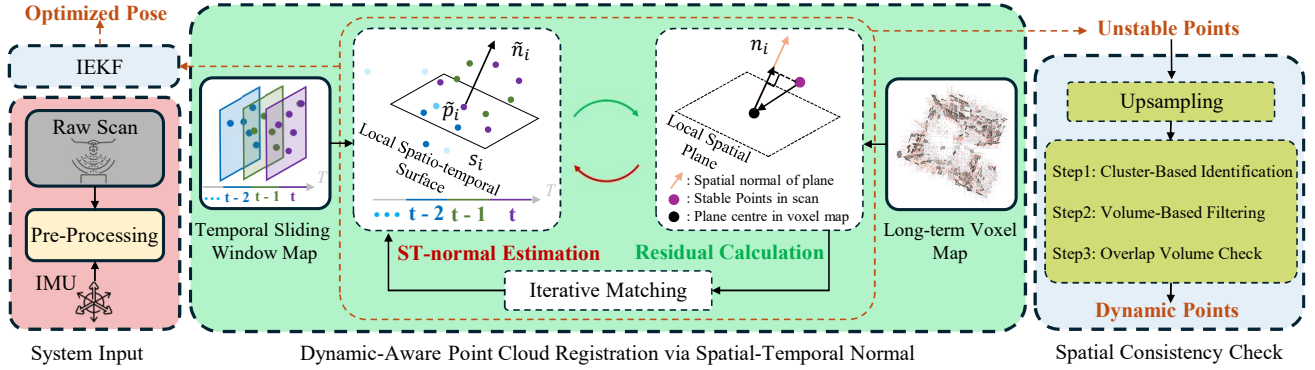 Optimized Pose
IEKF
Raw Scan
Pre-Processing
IMU
System Input
T
... t - 2 t - 1 t
Temporal Sliding
Window Map
ñᵢ
p̃ᵢ
sᵢ
Local Spatio-temporal
Surface
T
... t - 2 t - 1 t
ST-normal Estimation
nᵢ
Local Spatial
Plane
: Spatial normal of plane
: Stable Points in scan
: Plane centre in voxel map
Residual Calculation
Iterative Matching
Long-term Voxel
Map
Dynamic-Aware Point Cloud Registration via Spatial-Temporal Normal
Unstable Points
Upsampling
Step1: Cluster-Based Identification
Step2: Volume-Based Filtering
Step3: Overlap Volume Check
Dynamic Points
Spatial Consistency Check